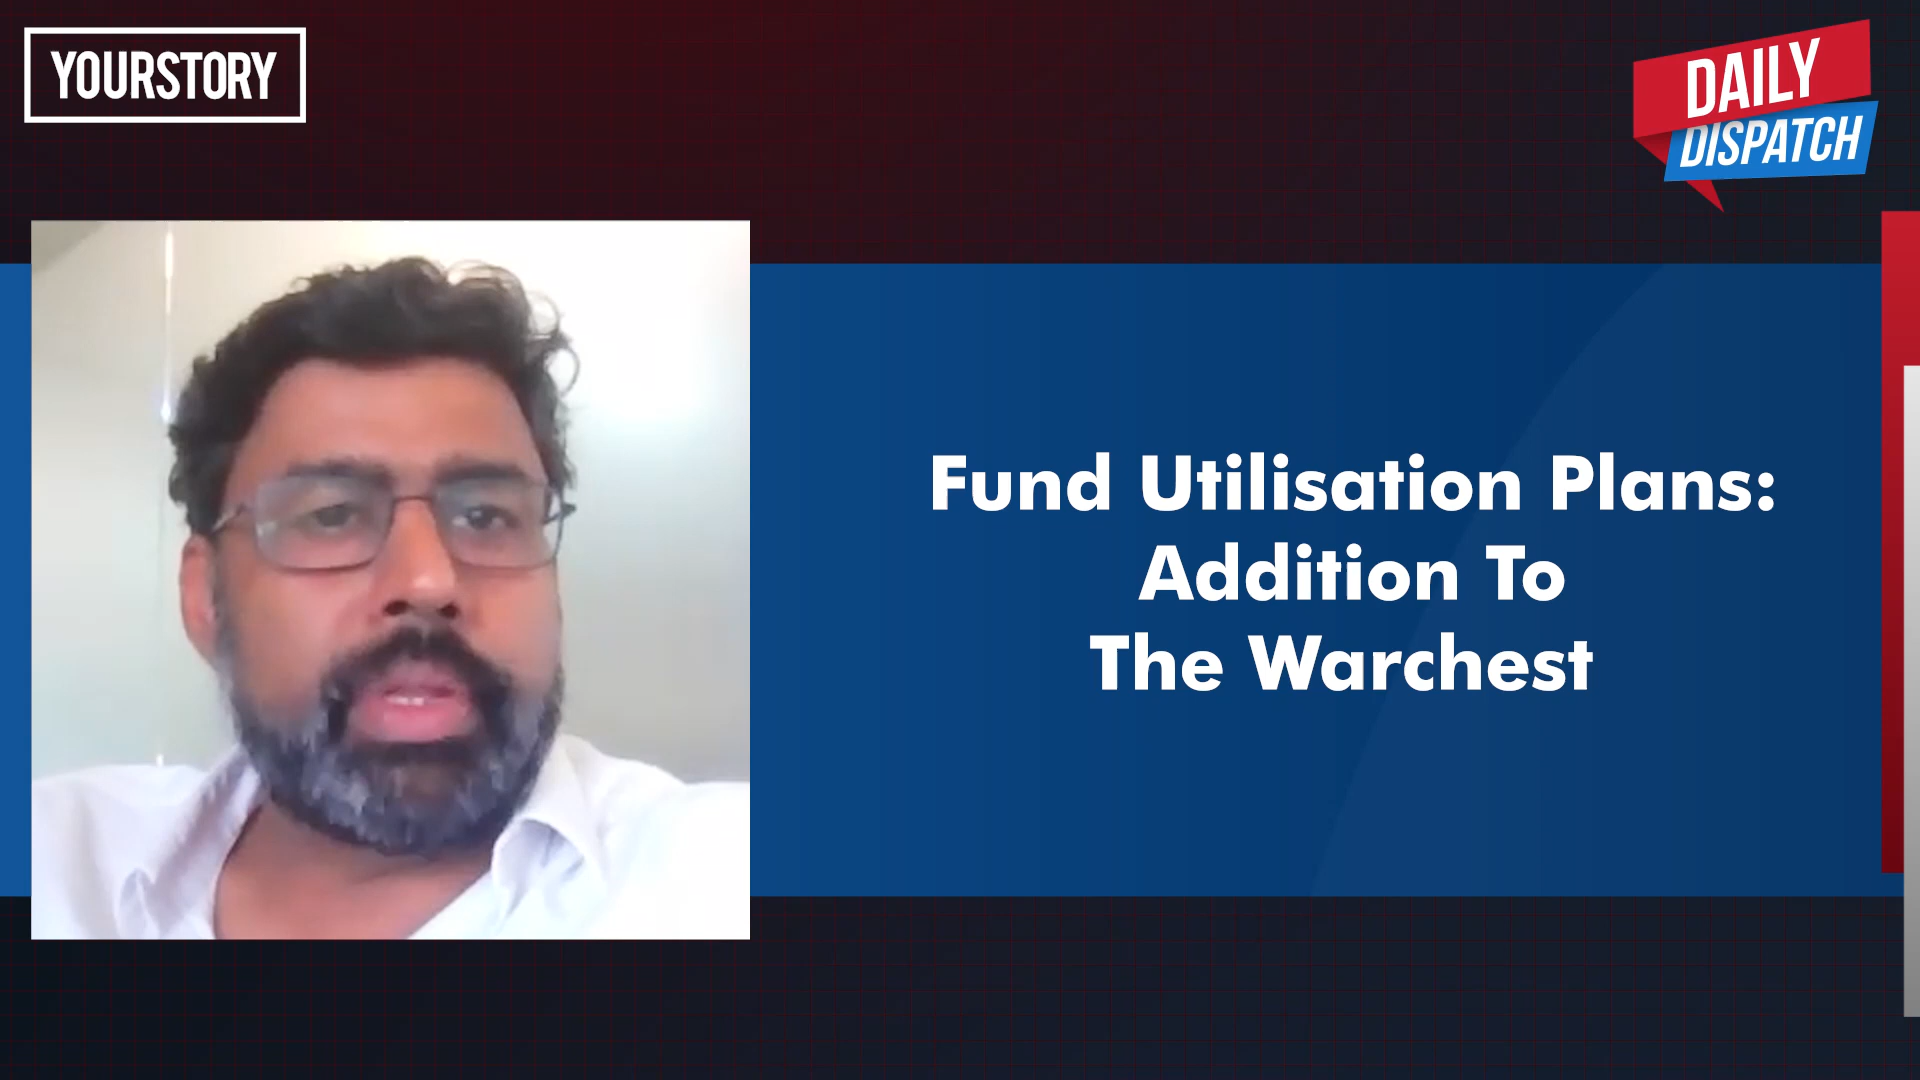 YOURSTORY
DAILY
DISPATCH
Fund Utilisation Plans:
Addition To
The Warchest